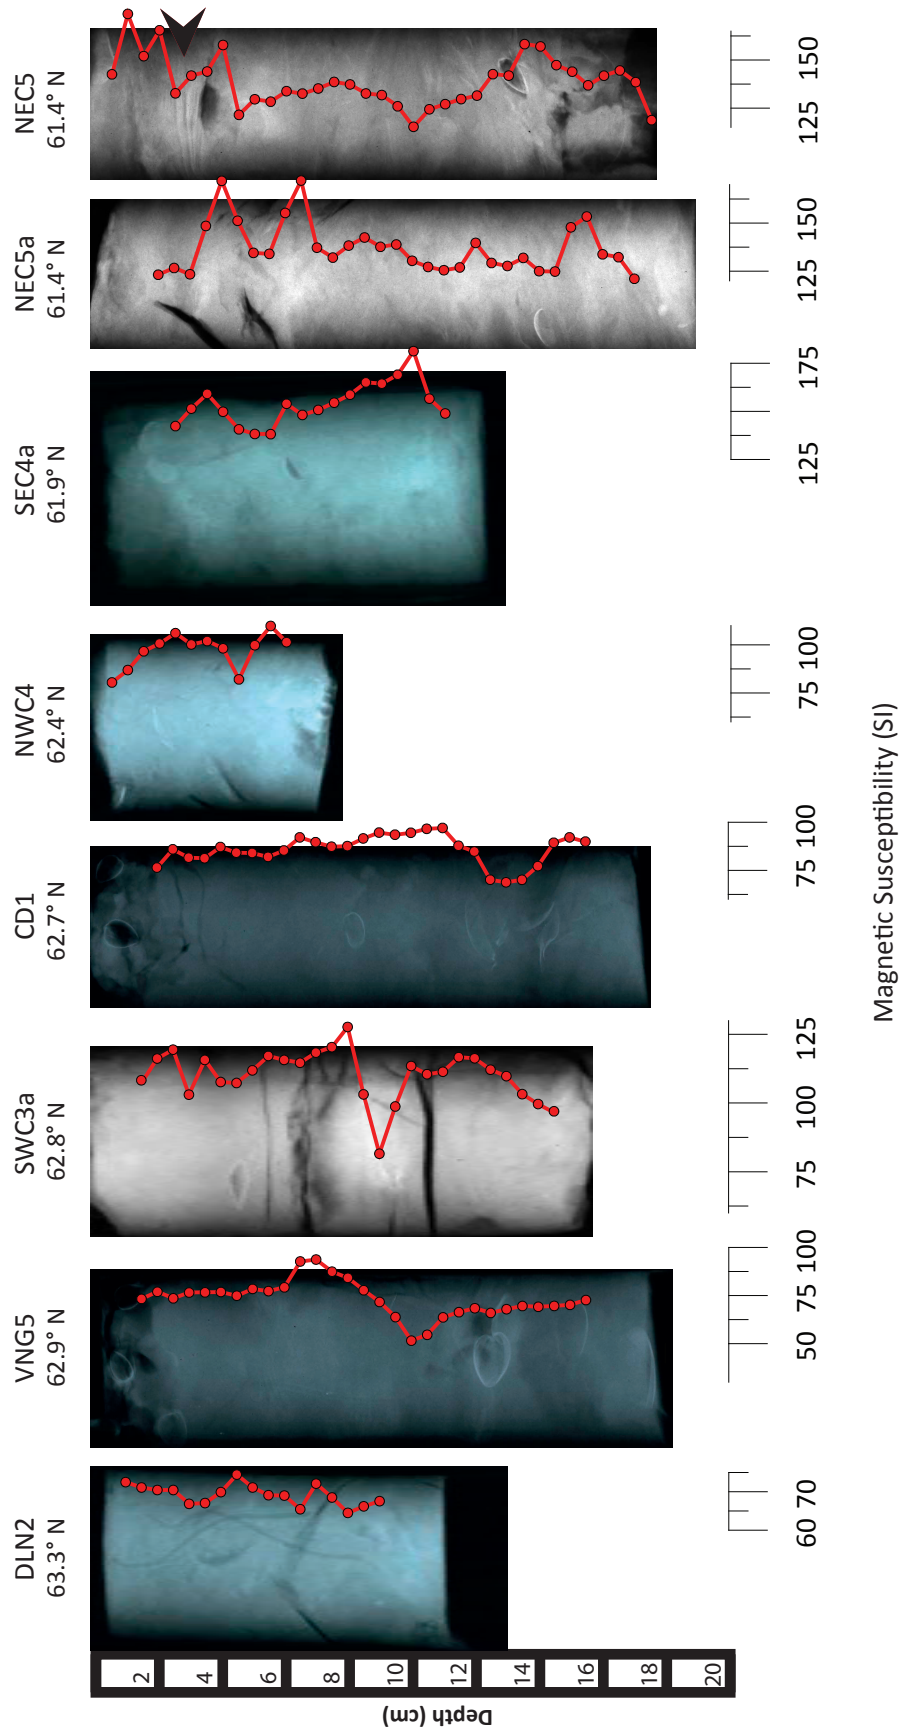 DLN2
63.3° N
VNG5
62.9° N
SWC3a
62.8° N
CD1
62.7° N
NWC4
62.4° N
SEC4a
61.9° N
NEC5a
61.4° N
NEC5
61.4° N
Depth (cm)
2
4
6
8
10
12
14
16
18
20
60 70
50 75 100
75 100 125
75 100
75 100
125 175
125 150
125 150
Magnetic Susceptibility (SI)